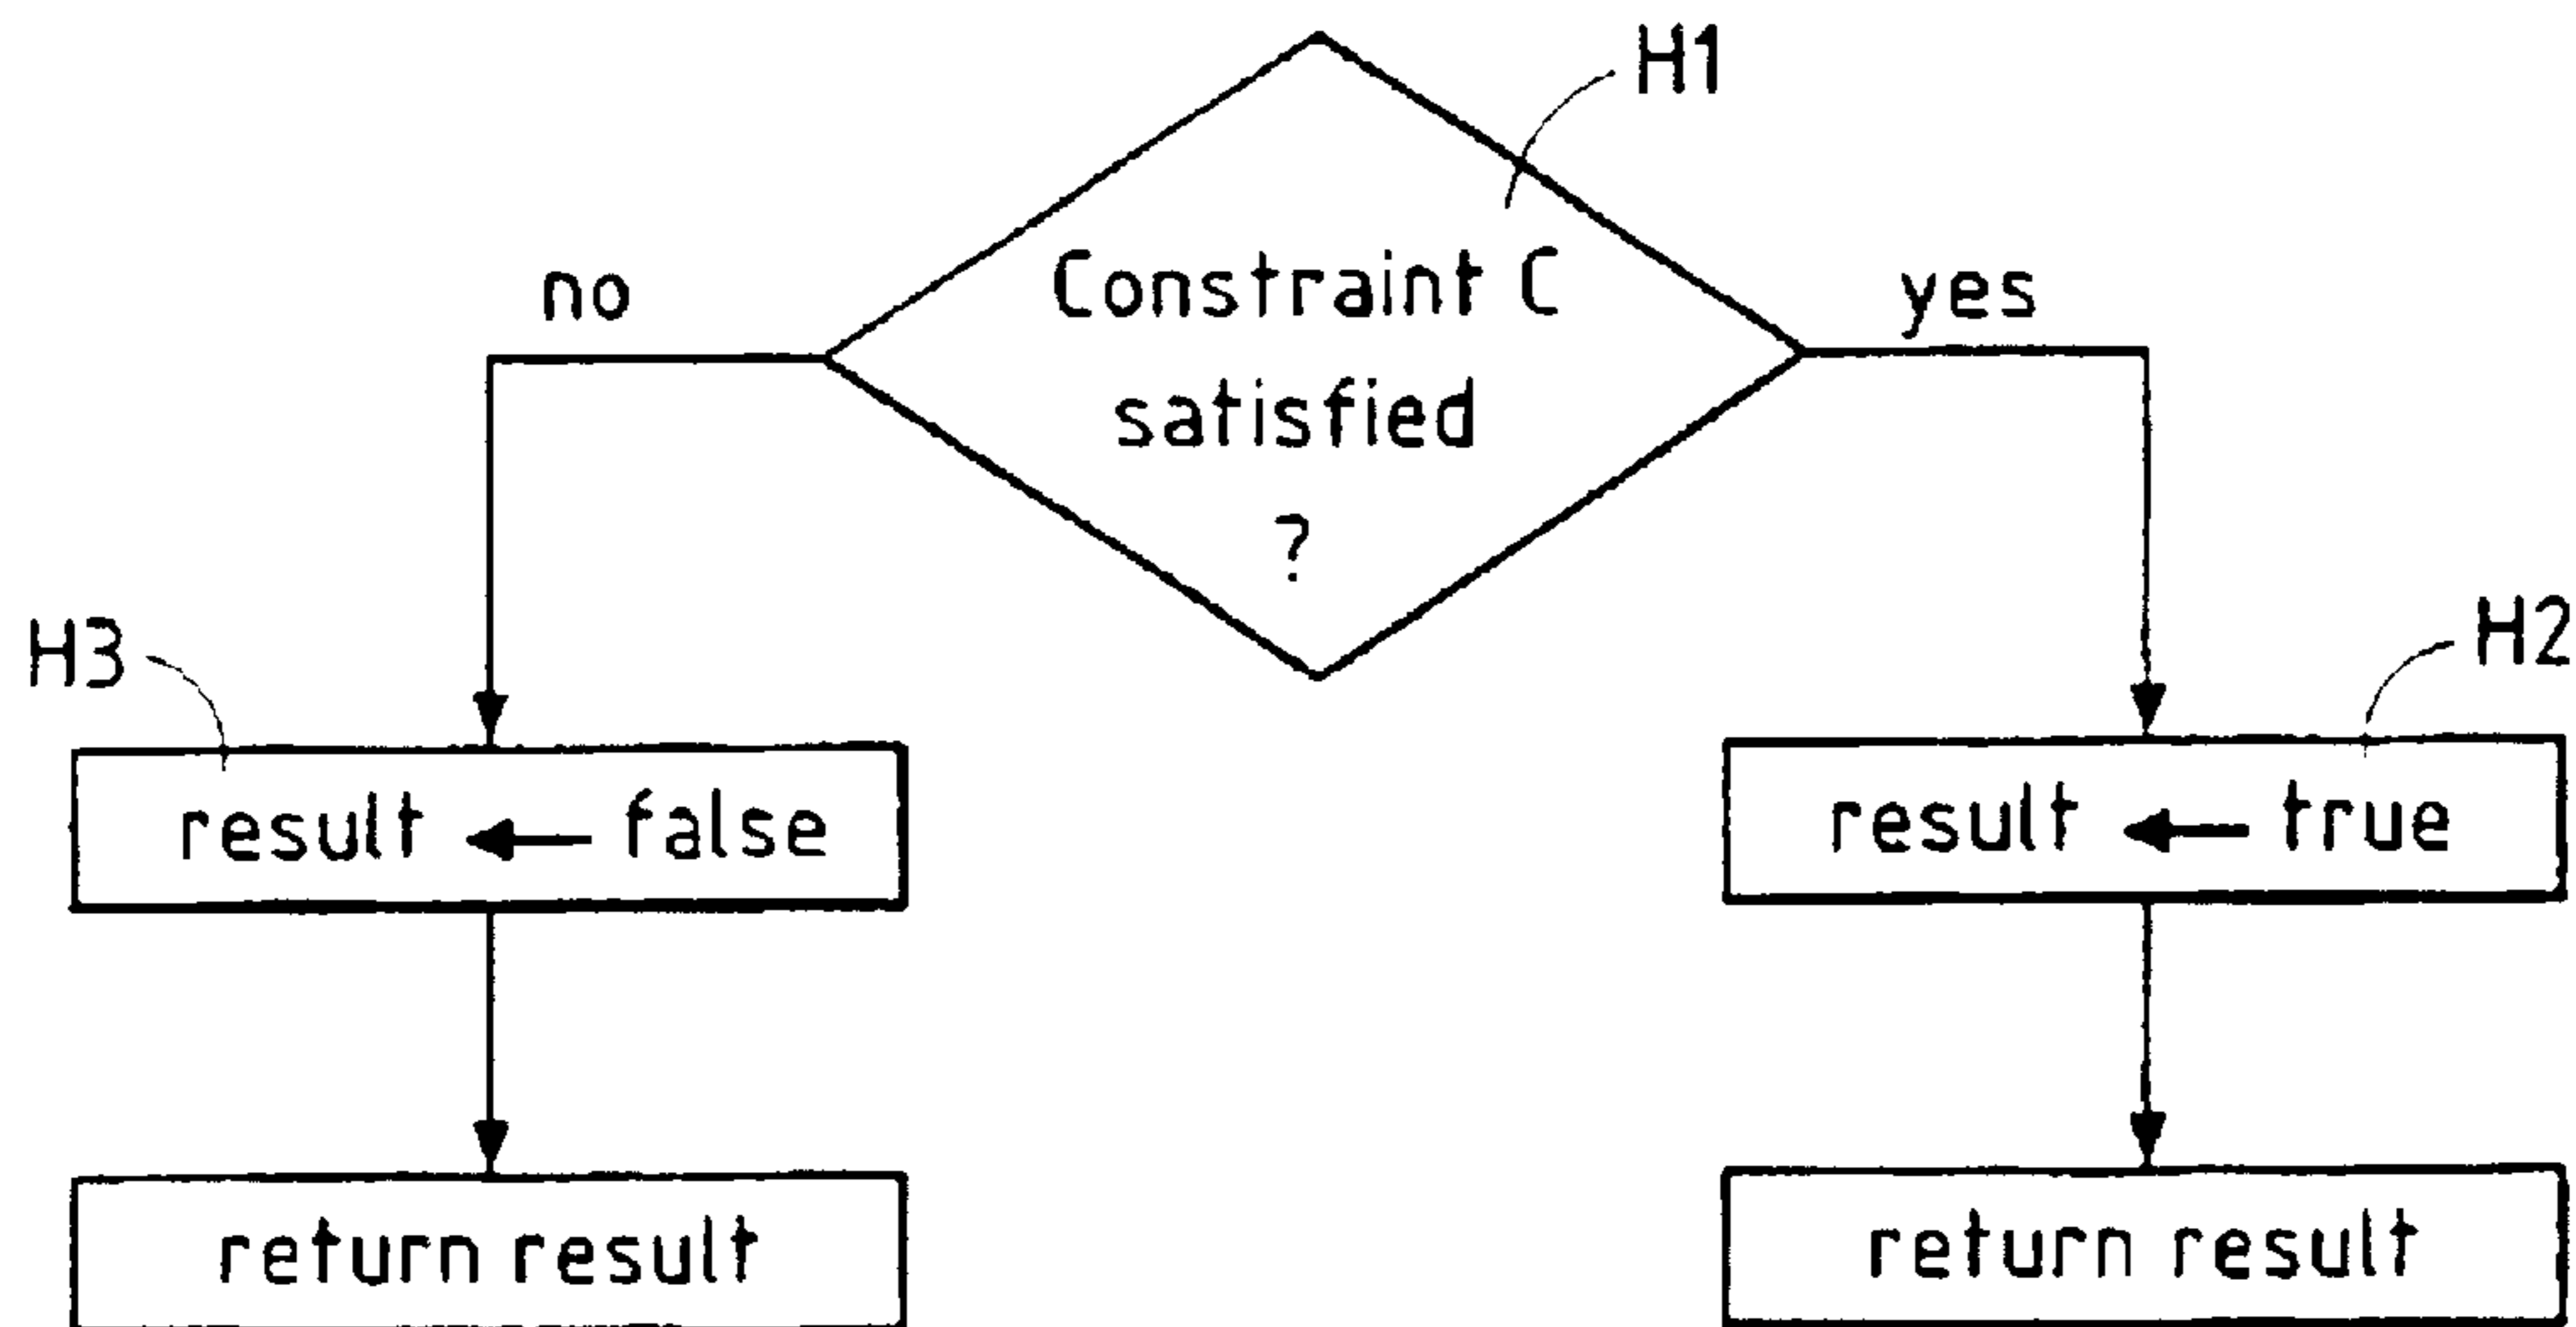 H1
Constraint C
satisfied
?
no
yes
H3
H2
result ← false
result ← true
return result
return result